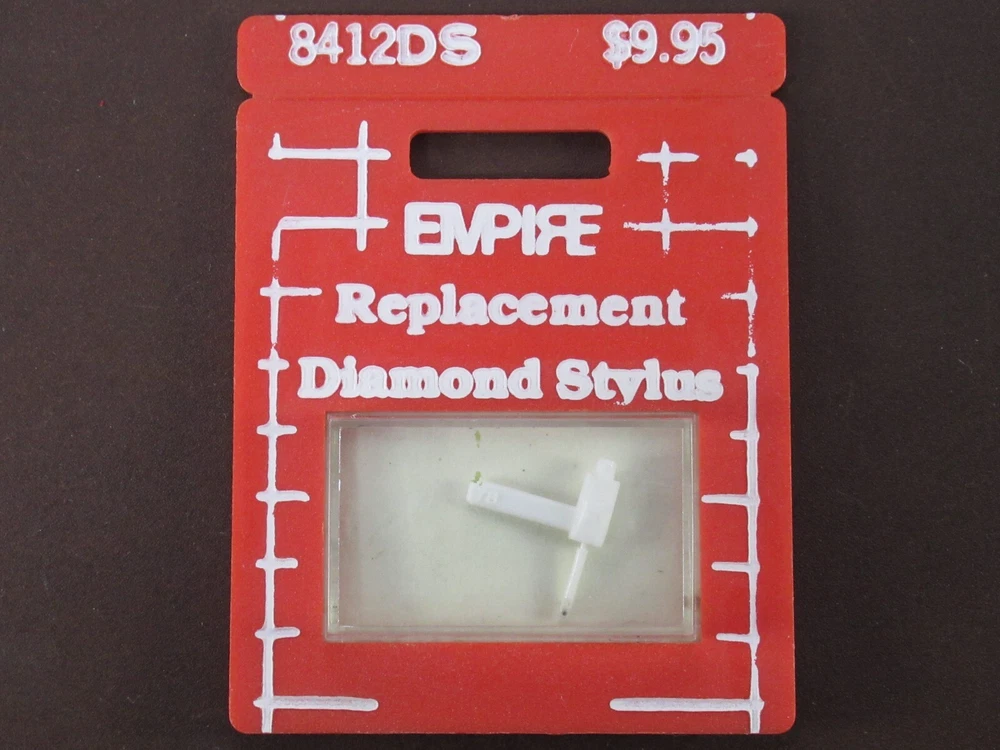 8412DS $9.95
EMPIRE
Replacement
Diamond Stylus